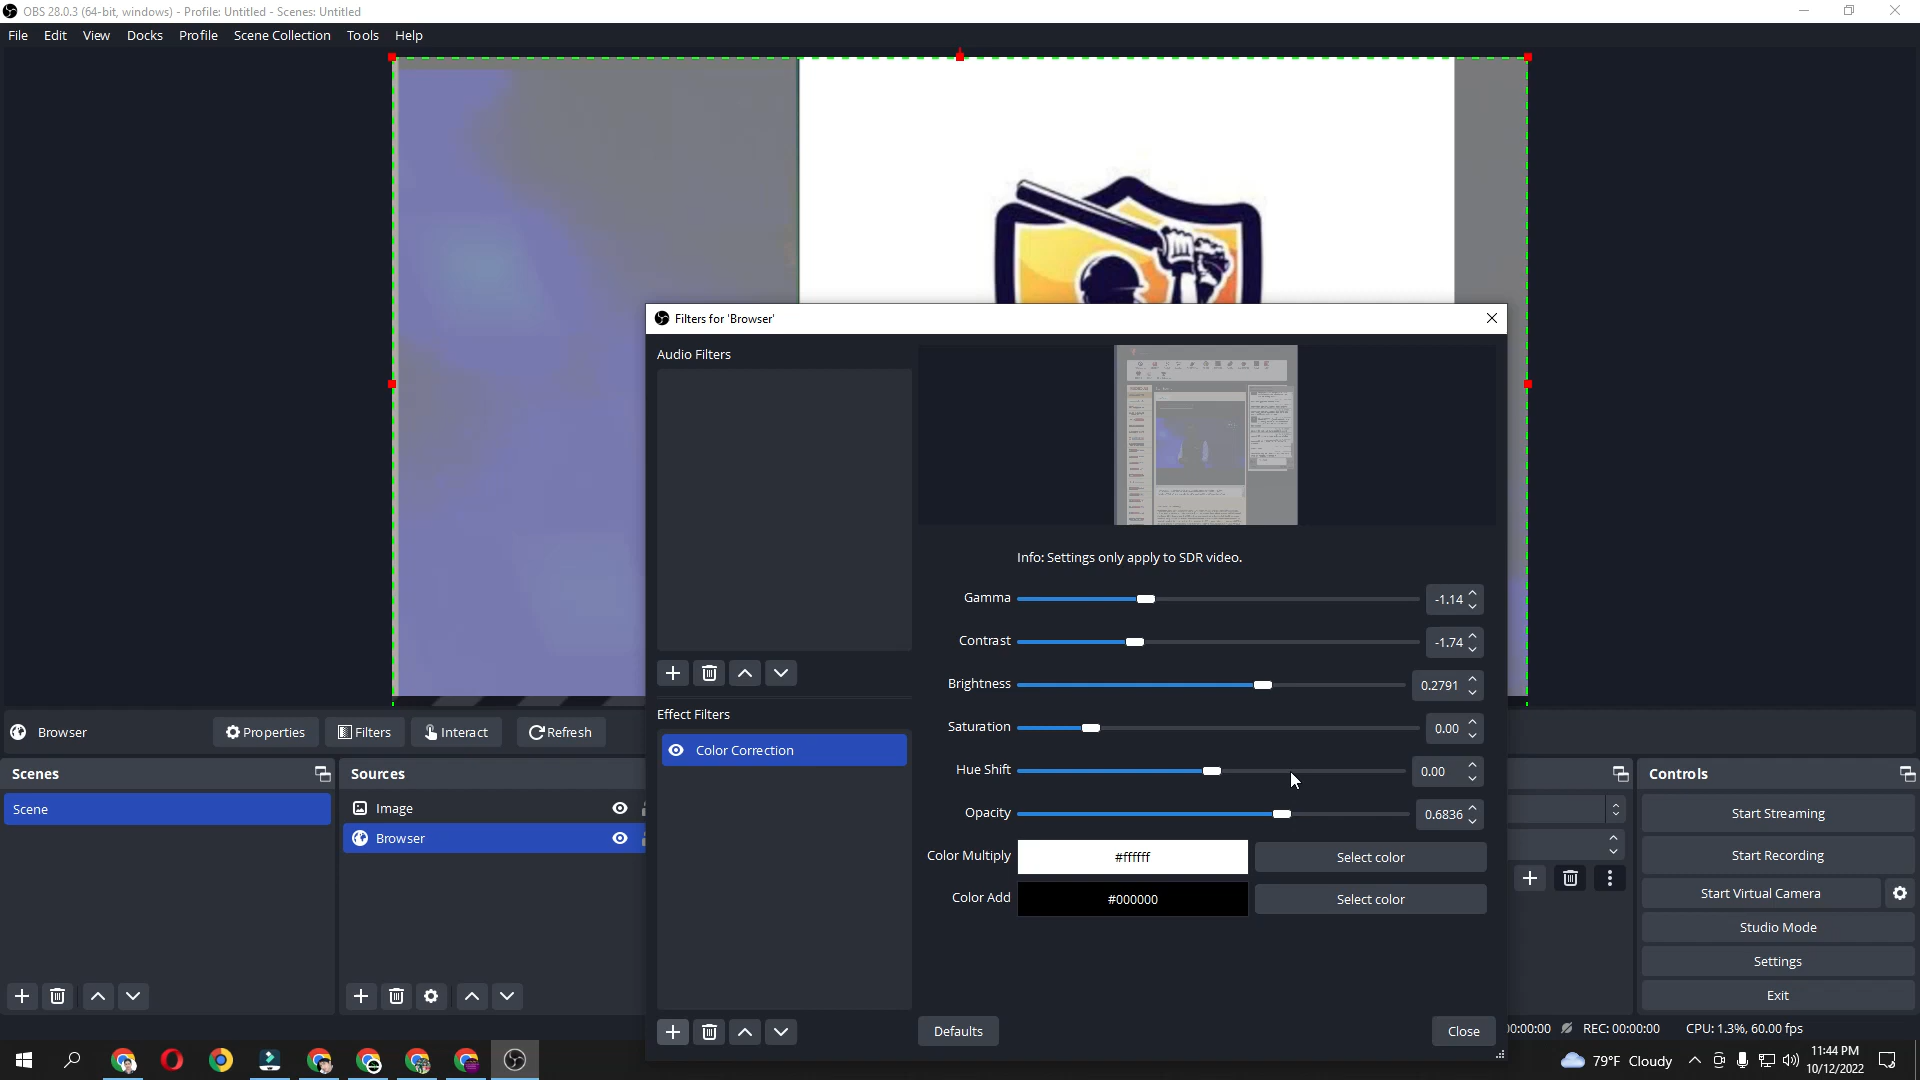 OBS 28.0.3 (64-bit, windows) - Profile: Untitled - Scenes: Untitled
File Edit View Docks Profile Scene Collection Tools Help
Filters for 'Browser'
Audio Filters
Info: Settings only apply to SDR video.
Gamma -1.14
Contrast -1.74
Brightness 0.2791
Effect Filters
Saturation 0.00
Color Correction
Hue Shift 0.00
Opacity 0.6836
Color Multiply #ffffff Select color
Color Add #000000 Select color
Defaults Close
Browser Properties Filters Interact Refresh
Scenes
Scene
Sources
Image
Browser
Controls
Start Streaming
Start Recording
Start Virtual Camera
Studio Mode
Settings
Exit
0:00:00 REC: 00:00:00 CPU: 1.3%, 60.00 fps
79°F Cloudy
11:44 PM
10/12/2022